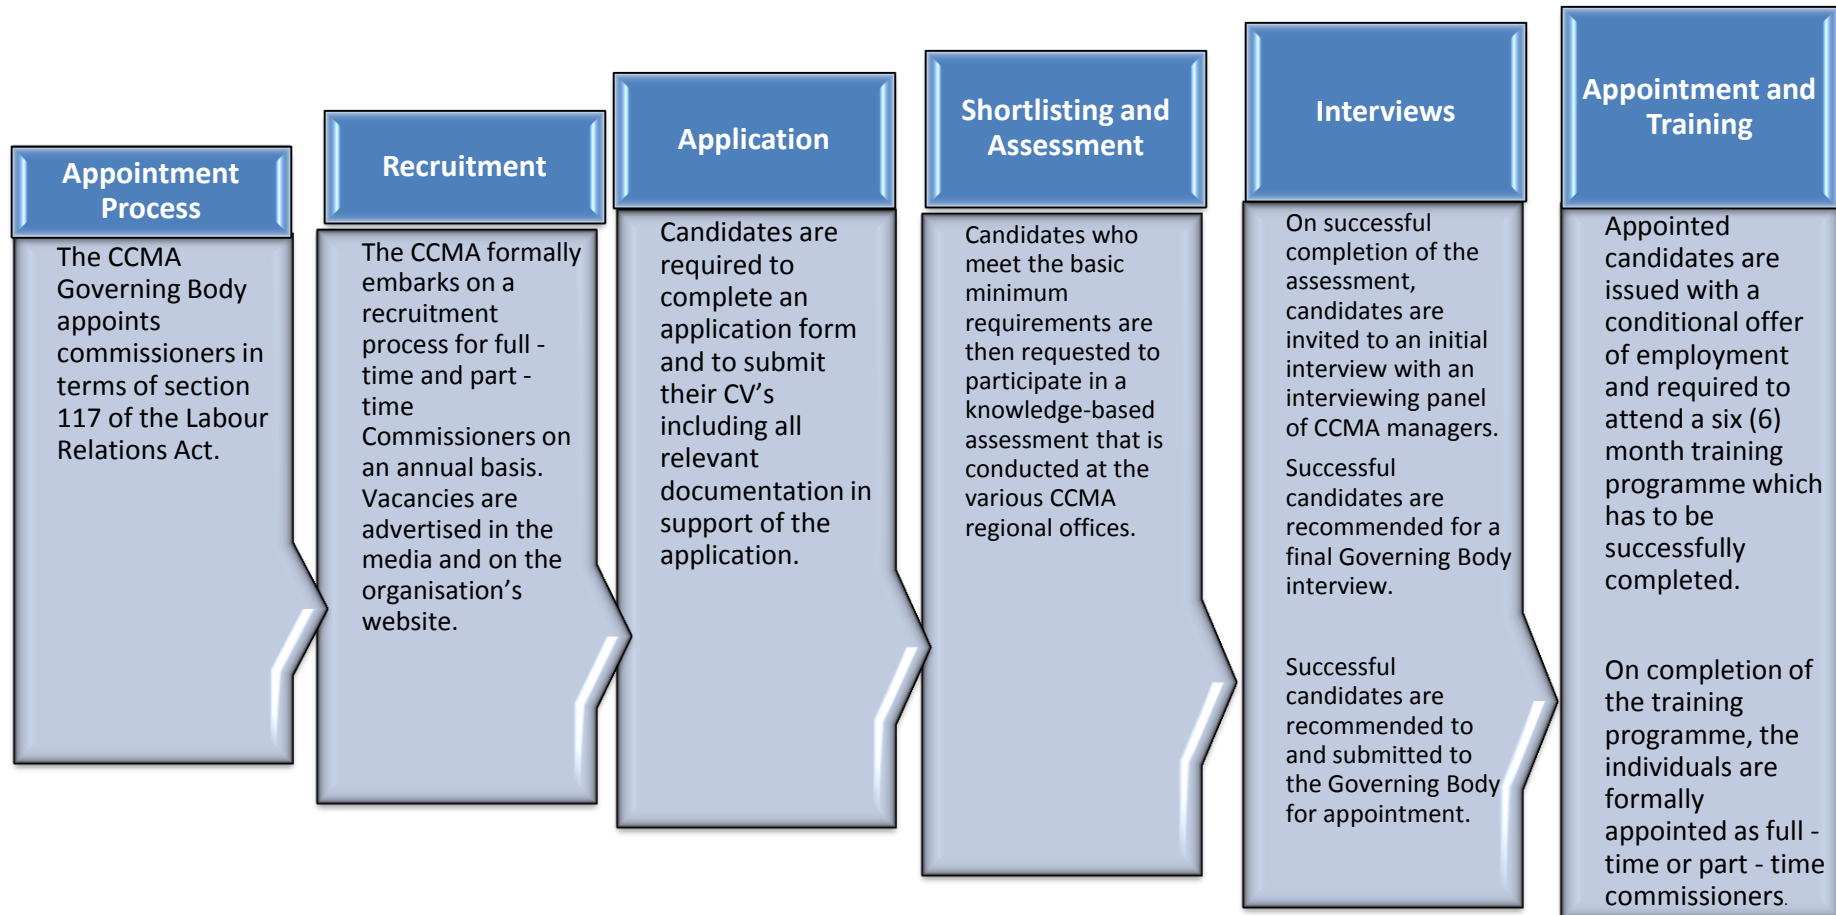 Appointment
Process
The CCMA
Governing Body
appoints
commissioners in
terms of section
117 of the Labour
Relations Act.
Recruitment
The CCMA formally
embarks on a
recruitment
process for full -
time and part -
time
Commissioners on
an annual basis.
Vacancies are
advertised in the
media and on the
organisation’s
website.
Application
Candidates are
required to
complete an
application form
and to submit
their CV’s
including all
relevant
documentation in
support of the
application.
Shortlisting and
Assessment
Candidates who
meet the basic
minimum
requirements are
then requested to
participate in a
knowledge-based
assessment that is
conducted at the
various CCMA
regional offices.
Interviews
On successful
completion of the
assessment,
candidates are
invited to an initial
interview with an
interviewing panel
of CCMA managers.
Successful
candidates are
recommended for a
final Governing Body
interview.
Successful
candidates are
recommended to
and submitted to
the Governing Body
for appointment.
Appointment and
Training
Appointed
candidates are
issued with a
conditional offer
of employment
and required to
attend a six (6)
month training
programme which
has to be
successfully
completed.
On completion of
the training
programme, the
individuals are
formally
appointed as full -
time or part - time
commissioners.